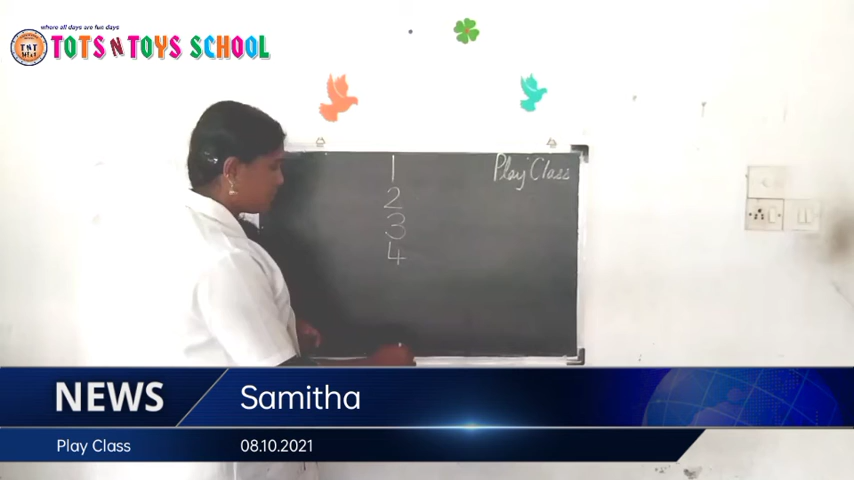 where all days are fun days
TOTS N TOYS SCHOOL
TNT
1
Play Class
2
3
4
NEWS
Samitha
Play Class
08.10.2021